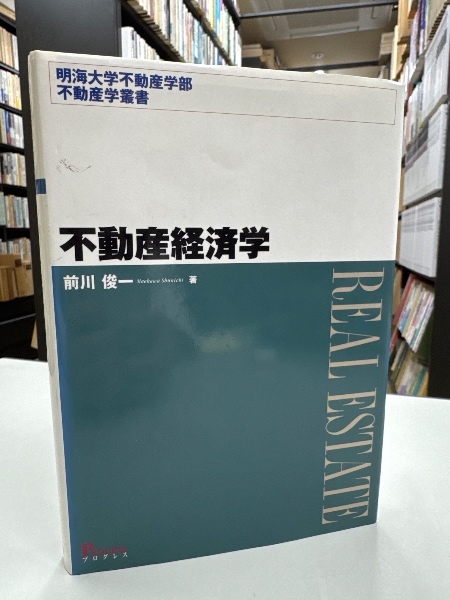 明海大学不動産学部
不動産学叢書
不動産経済学
前川 俊一 Maekawa Shunichi 著
REAL ESTATE
Progres
プログレス